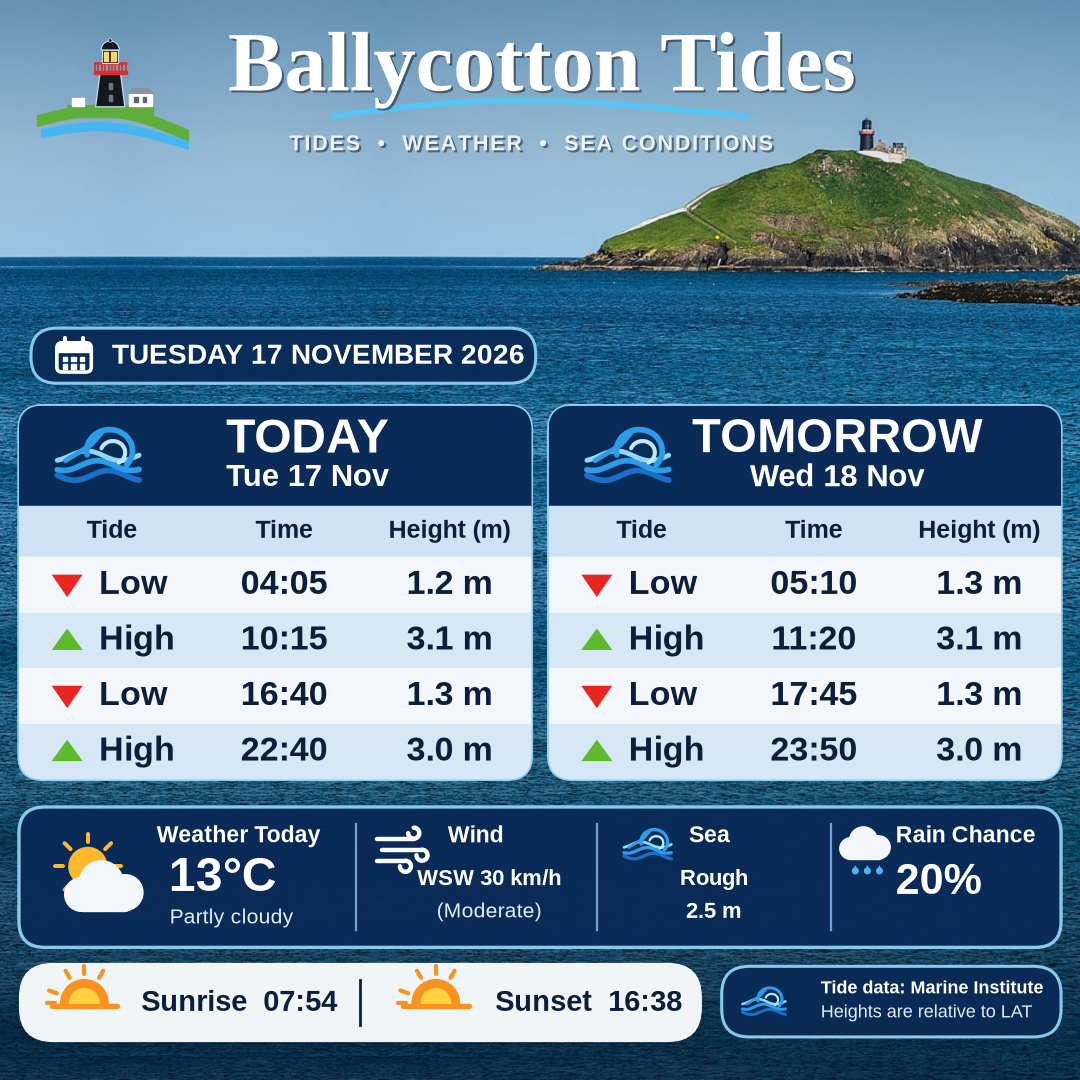 Ballycotton Tides
TIDES • WEATHER • SEA CONDITIONS
TUESDAY 17 NOVEMBER 2026
TODAY
Tue 17 Nov
Tide Time Height (m)
Low 04:05 1.2 m
High 10:15 3.1 m
Low 16:40 1.3 m
High 22:40 3.0 m
TOMORROW
Wed 18 Nov
Tide Time Height (m)
Low 05:10 1.3 m
High 11:20 3.1 m
Low 17:45 1.3 m
High 23:50 3.0 m
Weather Today
13°C
Partly cloudy
Wind
WSW 30 km/h
(Moderate)
Sea
Rough
2.5 m
Rain Chance
20%
Sunrise 07:54
Sunset 16:38
Tide data: Marine Institute
Heights are relative to LAT